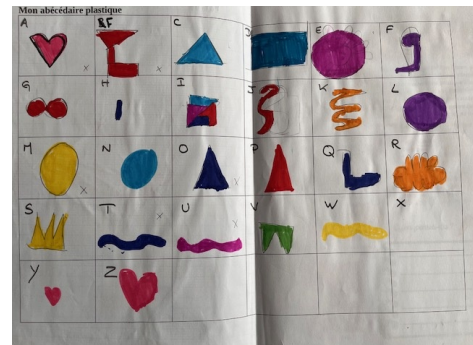 Mon abécédaire plastique
A B F C D E F
G H I J K L
M N O P Q R
S T U V W X
Y Z